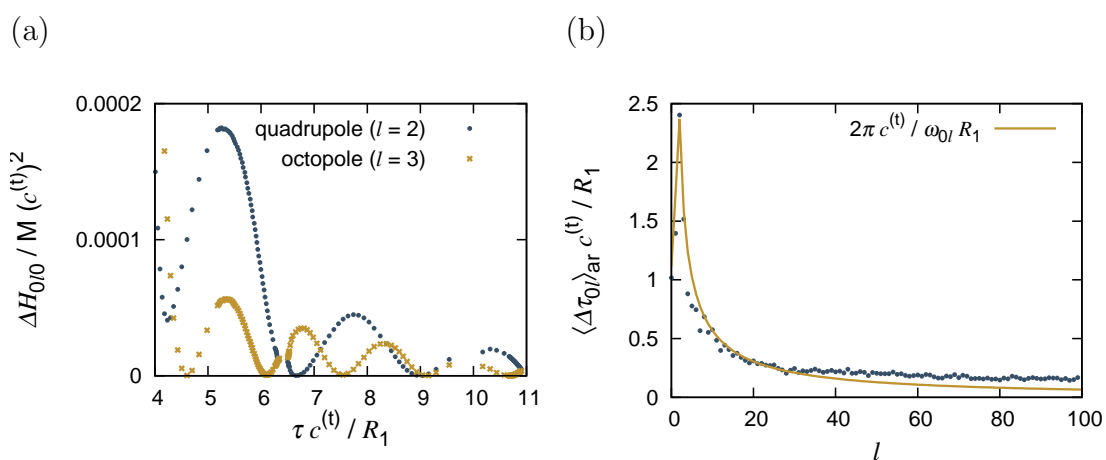 (a)
(b)
0.0002
0.0001
0
4 5 6 7 8 9 10 11
ΔH₀ₗ₀ / M (c⁽ᵗ⁾)²
τ c⁽ᵗ⁾ / R₁
quadrupole (l = 2)
octopole (l = 3)
2.5
2
1.5
1
0.5
0
0 20 40 60 80 100
⟨Δτ₀ₗ⟩ar c⁽ᵗ⁾ / R₁
l
2π c⁽ᵗ⁾ / ω₀ₗ R₁